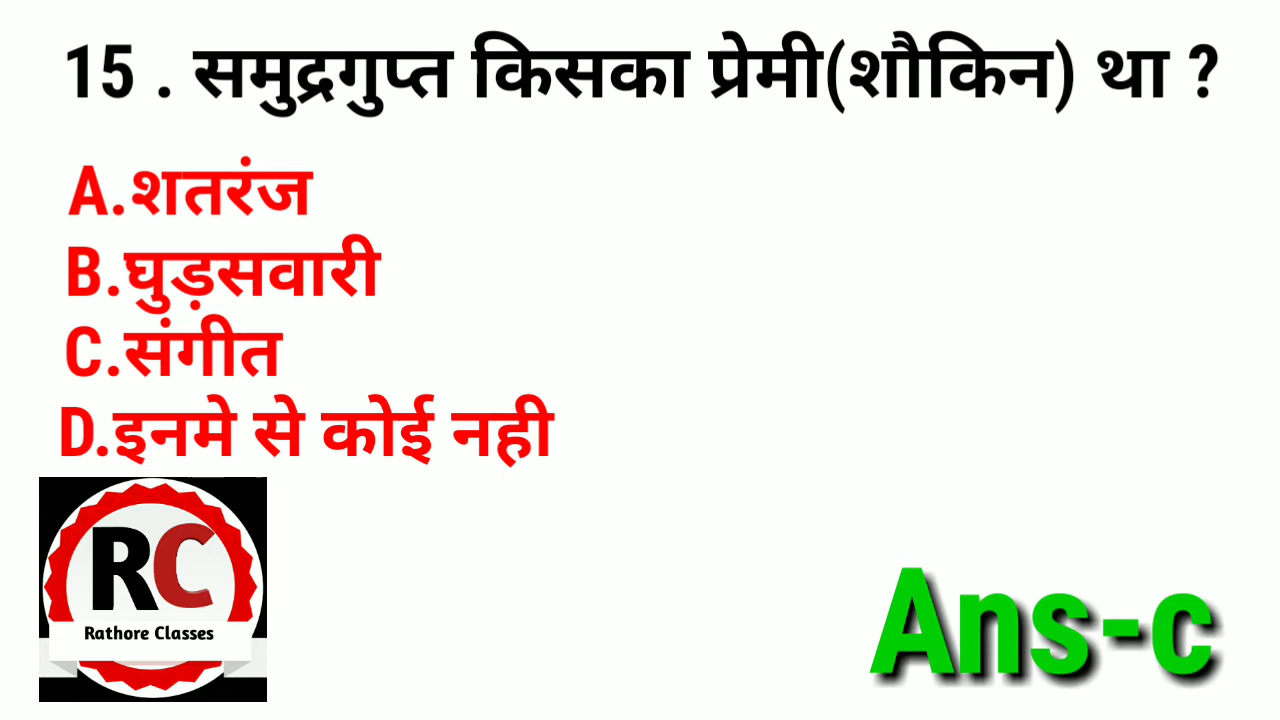 15 . समुद्रगुप्त किसका प्रेमी(शौकिन) था ?
A.शतरंज
B.घुड़सवारी
C.संगीत
D.इनमे से कोई नही
RC
Rathore Classes
Ans-c